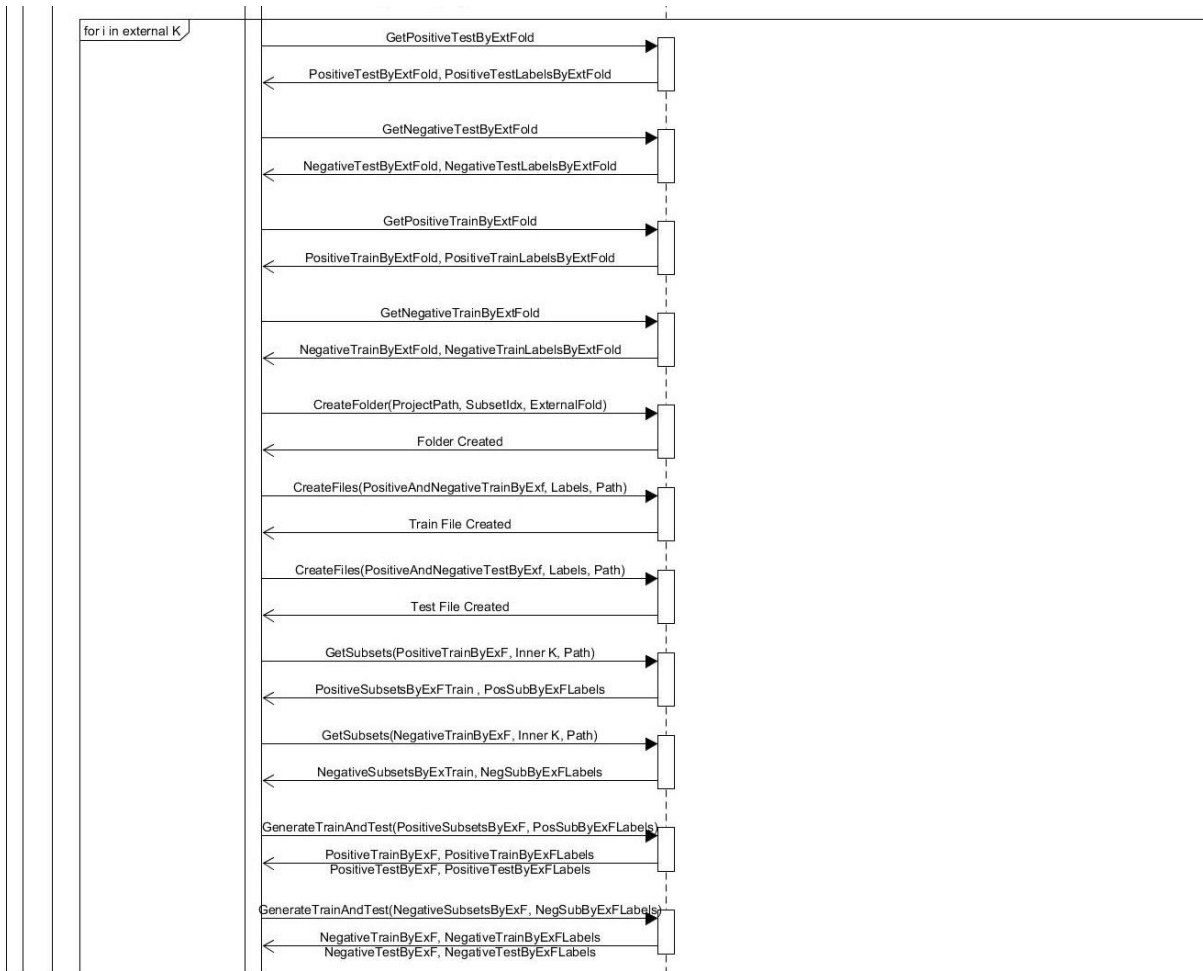 for i in external K
GetPositiveTestByExtFold
PositiveTestByExtFold, PositiveTestLabelsByExtFold
GetNegativeTestByExtFold
NegativeTestByExtFold, NegativeTestLabelsByExtFold
GetPositiveTrainByExtFold
PositiveTrainByExtFold, PositiveTrainLabelsByExtFold
GetNegativeTrainByExtFold
NegativeTrainByExtFold, NegativeTrainLabelsByExtFold
CreateFolder(ProjectPath, SubsetIdx, ExternalFold)
Folder Created
CreateFiles(PositiveAndNegativeTrainByExf, Labels, Path)
Train File Created
CreateFiles(PositiveAndNegativeTestByExf, Labels, Path)
Test File Created
GetSubsets(PositiveTrainByExF, Inner K, Path)
PositiveSubsetsByExFTrain , PosSubByExFLabels
GetSubsets(NegativeTrainByExF, Inner K, Path)
NegativeSubsetsByExTrain, NegSubByExFLabels
GenerateTrainAndTest(PositiveSubsetsByExF, PosSubByExFLabels)
PositiveTrainByExF, PositiveTrainByExFLabels
PositiveTestByExF, PositiveTestByExFLabels
GenerateTrainAndTest(NegativeSubsetsByExF, NegSubByExFLabels)
NegativeTrainByExF, NegativeTrainByExFLabels
NegativeTestByExF, NegativeTestByExFLabels